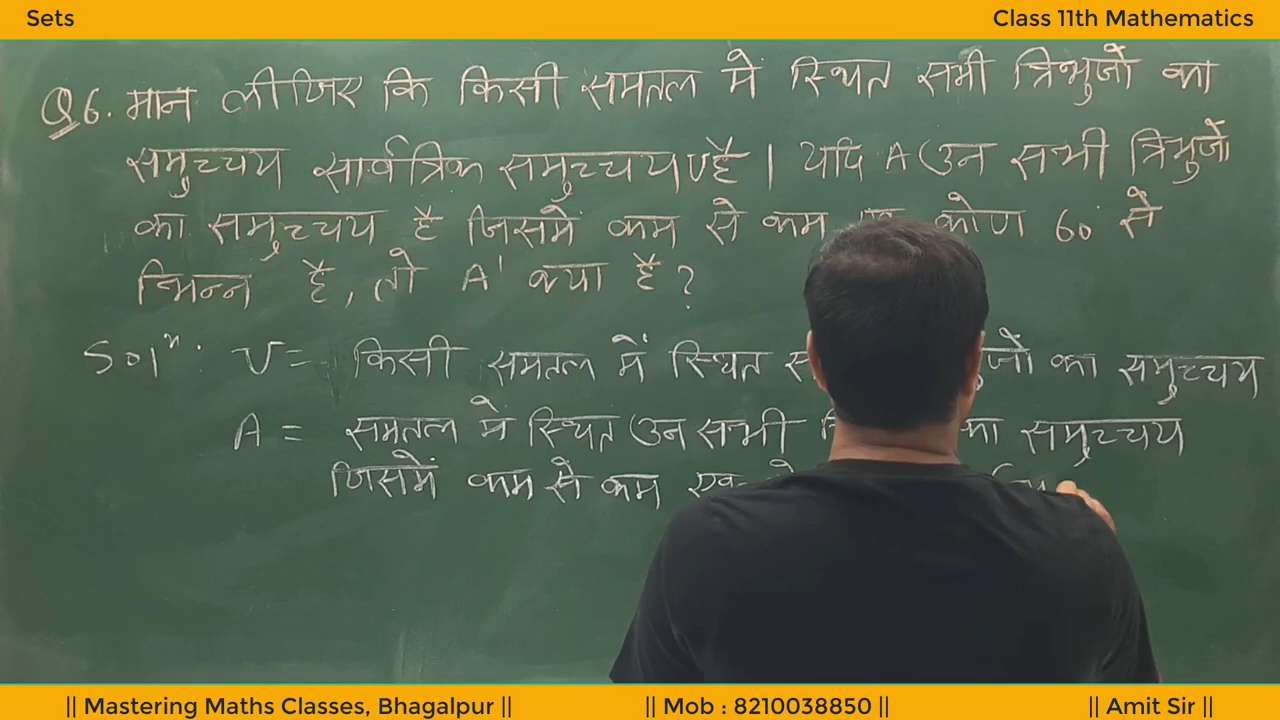 Sets
Class 11th Mathematics
Q6. मान लीजिए कि किसी समतल मे स्थित सभी त्रिभुजो का
समुच्चय सार्वत्रिक समुच्चय U है । यदि A उन सभी त्रिभुजो
का समुच्चय है जिसमे कम से कम कोण 60° से
भिन्न है, तो A' क्या है ?
Solⁿ: U = किसी समतल में स्थित का समुच्चय
A = समतल मे स्थित उन सभी का समुच्चय
जिसमें कम से कम
|| Mastering Maths Classes, Bhagalpur ||
|| Mob : 8210038850 ||
|| Amit Sir ||